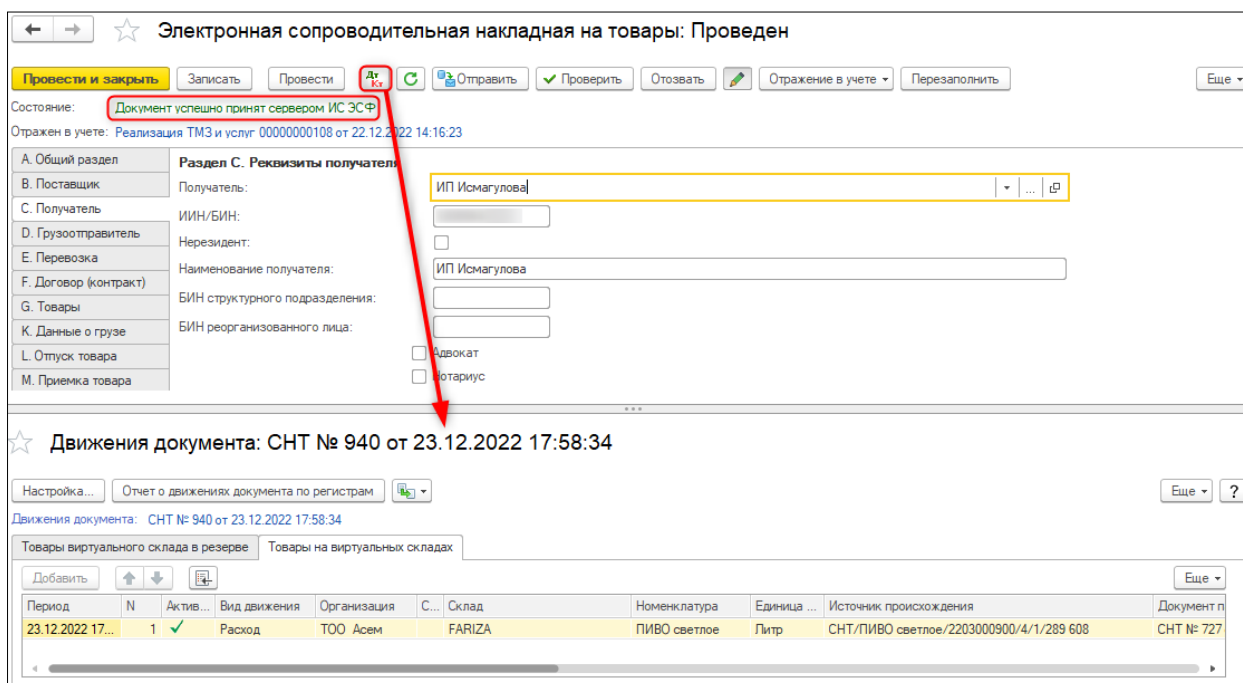 Электронная сопроводительная накладная на товары: Проведен
Провести и закрыть Записать Провести Дт Кт Отправить Проверить Отозвать Отражение в учете Перезаполнить Еще
Состояние: Документ успешно принят сервером ИС ЭСФ
Отражен в учете: Реализация ТМЗ и услуг 00000000108 от 22.12.2022 14:16:23
A. Общий раздел
B. Поставщик
C. Получатель
D. Грузоотправитель
E. Перевозка
F. Договор (контракт)
G. Товары
K. Данные о грузе
L. Отпуск товара
M. Приемка товара
Раздел C. Реквизиты получателя
Получатель: ИП Исмагулова ...
ИИН/БИН:
Нерезидент:
Наименование получателя: ИП Исмагулова
БИН структурного подразделения:
БИН реорганизованного лица:
Адвокат
Нотариус
Движения документа: СНТ № 940 от 23.12.2022 17:58:34
Настройка... Отчет о движениях документа по регистрам Еще ?
Движения документа: СНТ № 940 от 23.12.2022 17:58:34
Товары виртуального склада в резерве Товары на виртуальных складах
Добавить Еще
Период N Актив... Вид движения Организация С... Склад Номенклатура Единица ... Источник происхождения Документ п
23.12.2022 17... 1 Расход ТОО Асем FARIZA ПИВО светлое Литр СНТ/ПИВО светлое/2203000900/4/1/289 608 СНТ № 727